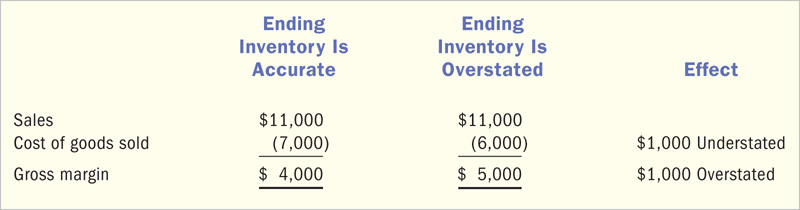 Ending Ending
Inventory Is Inventory Is
Accurate Overstated Effect
Sales $11,000 $11,000
Cost of goods sold (7,000) (6,000) $1,000 Understated
Gross margin $ 4,000 $ 5,000 $1,000 Overstated